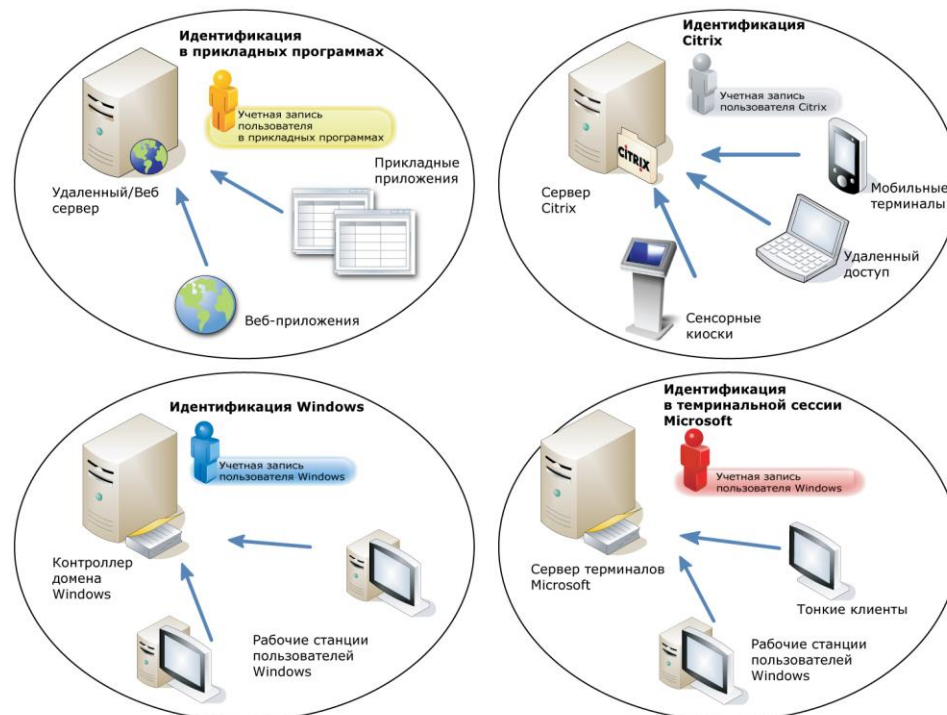 Идентификация
в прикладных программах
Учетная запись
пользователя
в прикладных программах
Прикладные
приложения
Удаленный/Веб
сервер
Веб-приложения
Идентификация
Citrix
Учетная запись
пользователя Citrix
CITRIX
Сервер
Citrix
Мобильные
терминалы
Удаленный
доступ
Сенсорные
киоски
Идентификация Windows
Учетная запись
пользователя Windows
Контроллер
домена
Windows
Рабочие станции
пользователей
Windows
Идентификация
в темринальной сессии
Microsoft
Учетная запись
пользователя Windows
Сервер терминалов
Microsoft
Тонкие клиенты
Рабочие станции
пользователей
Windows